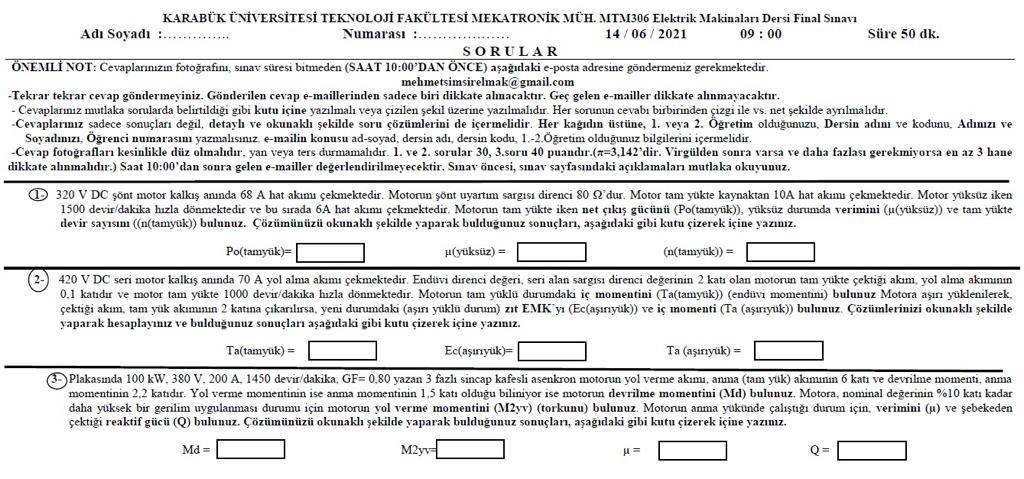 KARABÜK ÜNİVERSİTESİ TEKNOLOJİ FAKÜLTESİ MEKATRONİK MÜH. MTM306 Elektrik Makinaları Dersi Final Sınavı
Adı Soyadı :………….. Numarası :………….……. 14 / 06 / 2021 09 : 00 Süre 50 dk.
S O R U L A R
ÖNEMLİ NOT: Cevaplarınızın fotoğrafını, sınav süresi bitmeden (SAAT 10:00'DAN ÖNCE) aşağıdaki e-posta adresine göndermeniz gerekmektedir.
mehmetsimsirelmak@gmail.com
-Tekrar tekrar cevap göndermeyiniz. Gönderilen cevap e-maillerinden sadece biri dikkate alınacaktır. Geç gelen e-mailler dikkate alınmayacaktır.
- Cevaplarınız mutlaka sorularda belirtildiği gibi kutu içine yazılmalı veya çizilen şekil üzerine yazılmalıdır. Her sorunun cevabı birbirinden çizgi ile vs. net şekilde ayrılmalıdır.
-Cevaplarınız sadece sonuçları değil, detaylı ve okunaklı şekilde soru çözümlerini de içermelidir. Her kağıdın üstüne, 1. veya 2. Öğretim olduğunuzu, Dersin adını ve kodunu, Adınızı ve
Soyadınızı, Öğrenci numarasını yazmalısınız. e-mailin konusu ad-soyad, dersin adı, dersin kodu, 1.-2.Öğretim olduğunuz bilgilerini içermelidir.
-Cevap fotoğrafları kesinlikle düz olmalıdır, yan veya ters durmamalıdır. 1. ve 2. sorular 30, 3.soru 40 puandır.(π=3,142'dir. Virgülden sonra varsa ve daha fazlası gerekmiyorsa en az 3 hane
dikkate alınmalıdır.) Saat 10:00'dan sonra gelen e-mailler değerlendirilmeyecektir. Sınav öncesi, sınav sayfasındaki açıklamaları mutlaka okuyunuz.
1- 320 V DC şönt motor kalkış anında 68 A hat akımı çekmektedir. Motorun şönt uyartım sargısı direnci 80 Ω'dur. Motor tam yükte kaynaktan 10A hat akımı çekmektedir. Motor yüksüz iken
1500 devir/dakika hızla dönmektedir ve bu sırada 6A hat akımı çekmektedir. Motorun tam yükte iken net çıkış gücünü (Po(tamyük)), yüksüz durumda verimini (μ(yüksüz)) ve tam yükte
devir sayısını ((n(tamyük)) bulunuz. Çözümünüzü okunaklı şekilde yaparak bulduğunuz sonuçları, aşağıdaki gibi kutu çizerek içine yazınız.
Po(tamyük)= μ(yüksüz) = (n(tamyük)) =
2- 420 V DC seri motor kalkış anında 70 A yol alma akımı çekmektedir. Endüvi direnci değeri, seri alan sargısı direnci değerinin 2 katı olan motorun tam yükte çektiği akım, yol alma akımının
0,1 katıdır ve motor tam yükte 1000 devir/dakika hızla dönmektedir. Motorun tam yüklü durumdaki iç momentini (Ta(tamyük)) (endüvi momentini) bulunuz Motora aşırı yüklenilerek,
çektiği akım, tam yük akımının 2 katına çıkarılırsa, yeni durumdaki (aşırı yüklü durum) zıt EMK'yı (Ec(aşırıyük)) ve iç momenti (Ta (aşırıyük)) bulunuz. Çözümlerinizi okunaklı şekilde
yaparak hesaplayınız ve bulduğunuz sonuçları aşağıdaki gibi kutu çizerek içine yazınız.
Ta(tamyük) = Ec(aşırıyük)= Ta (aşırıyük) =
3- Plakasında 100 kW, 380 V, 200 A, 1450 devir/dakika, GF= 0,80 yazan 3 fazlı sincap kafesli asenkron motorun yol verme akımı, anma (tam yük) akımının 6 katı ve devrilme momenti, anma
momentinin 2,2 katıdır. Yol verme momentinin ise anma momentinin 1,5 katı olduğu biliniyor ise motorun devrilme momentini (Md) bulunuz. Motora, nominal değerinin %10 katı kadar
daha yüksek bir gerilim uygulanması durumu için motorun yol verme momentini (M2yv) (torkunu) bulunuz. Motorun anma yükünde çalıştığı durum için, verimini (μ) ve şebekeden
çektiği reaktif gücü (Q) bulunuz. Çözümünüzü okunaklı şekilde yaparak bulduğunuz sonuçları, aşağıdaki gibi kutu çizerek içine yazınız.
Md = M2yv= μ = Q =